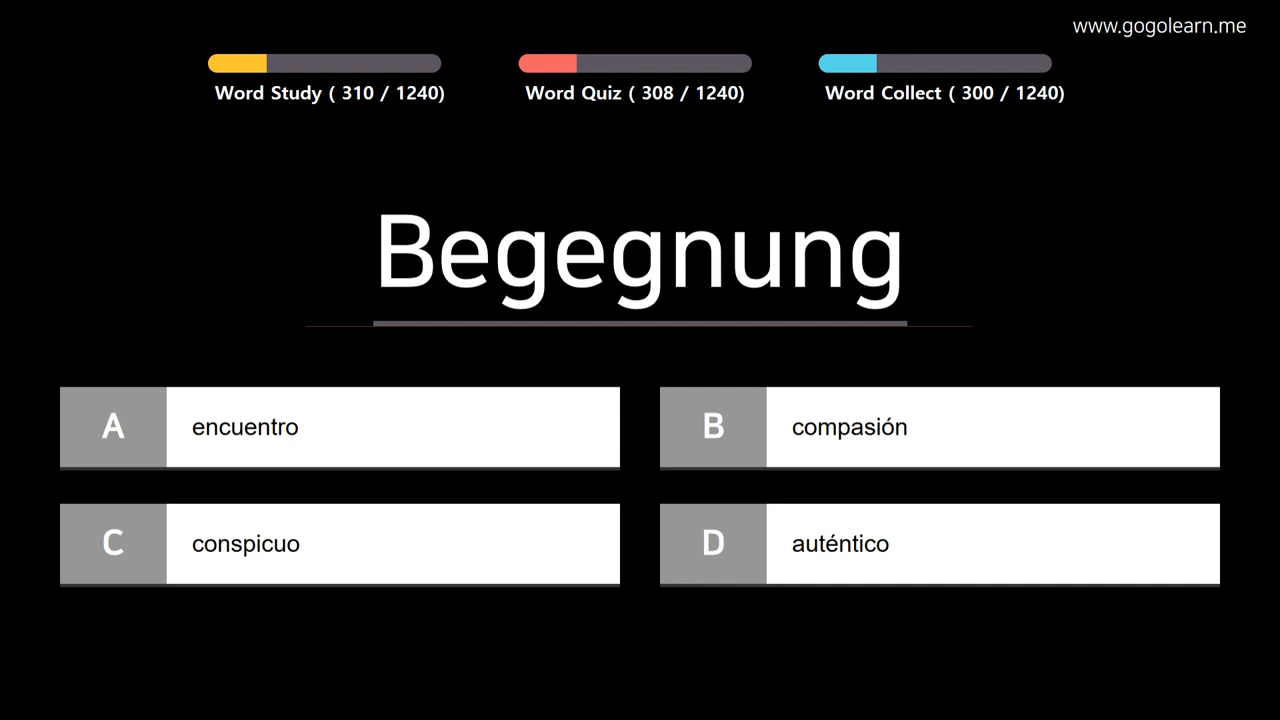 www.gogolearn.me
Word Study ( 310 / 1240)
Word Quiz ( 308 / 1240)
Word Collect ( 300 / 1240)
Begegnung
A encuentro
B compasión
C conspicuo
D auténtico